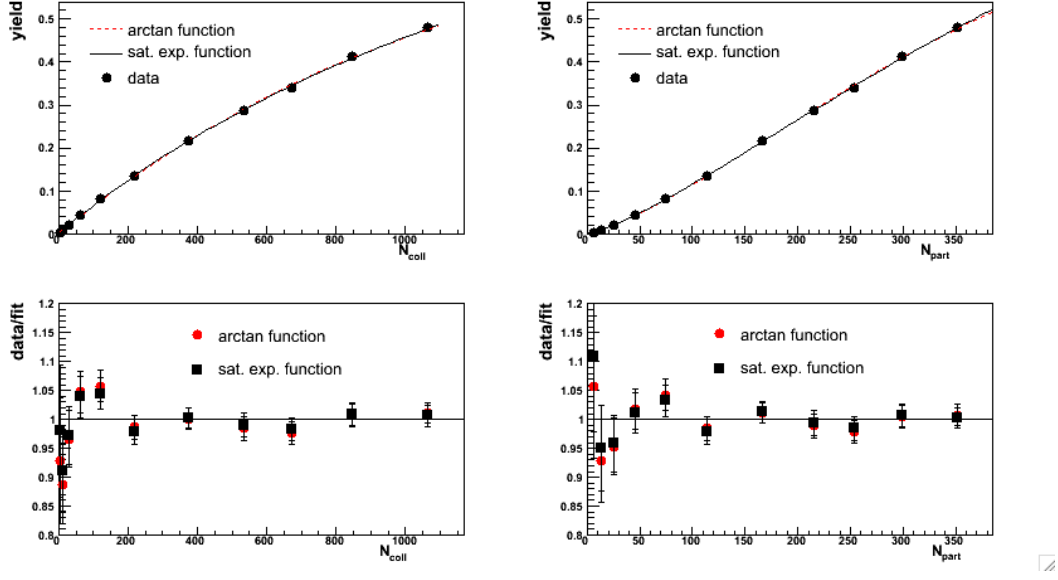 yield
0.5
0.4
0.3
0.2
0.1
0
arctan function
sat. exp. function
data
0 200 400 600 800 1000
N_coll
yield
0.5
0.4
0.3
0.2
0.1
0
arctan function
sat. exp. function
data
0 50 100 150 200 250 300 350
N_part
data/fit
1.2
1.15
1.1
1.05
1
0.95
0.9
0.85
0.8
arctan function
sat. exp. function
0 200 400 600 800 1000
N_coll
data/fit
1.2
1.15
1.1
1.05
1
0.95
0.9
0.85
0.8
arctan function
sat. exp. function
0 50 100 150 200 250 300 350
N_part